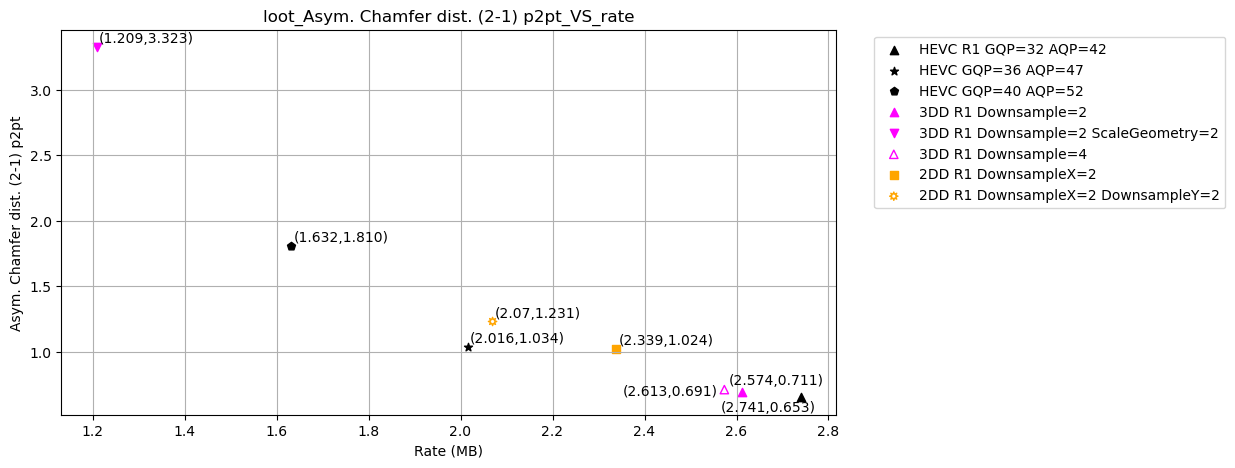 loot_Asym. Chamfer dist. (2-1) p2pt_VS_rate
Asym. Chamfer dist. (2-1) p2pt
3.0
2.5
2.0
1.5
1.0
(1.209,3.323)
(1.632,1.810)
(2.07,1.231)
(2.016,1.034)
(2.339,1.024)
(2.574,0.711)
(2.613,0.691)
(2.741,0.653)
1.2 1.4 1.6 1.8 2.0 2.2 2.4 2.6 2.8
Rate (MB)
HEVC R1 GQP=32 AQP=42
HEVC GQP=36 AQP=47
HEVC GQP=40 AQP=52
3DD R1 Downsample=2
3DD R1 Downsample=2 ScaleGeometry=2
3DD R1 Downsample=4
2DD R1 DownsampleX=2
2DD R1 DownsampleX=2 DownsampleY=2